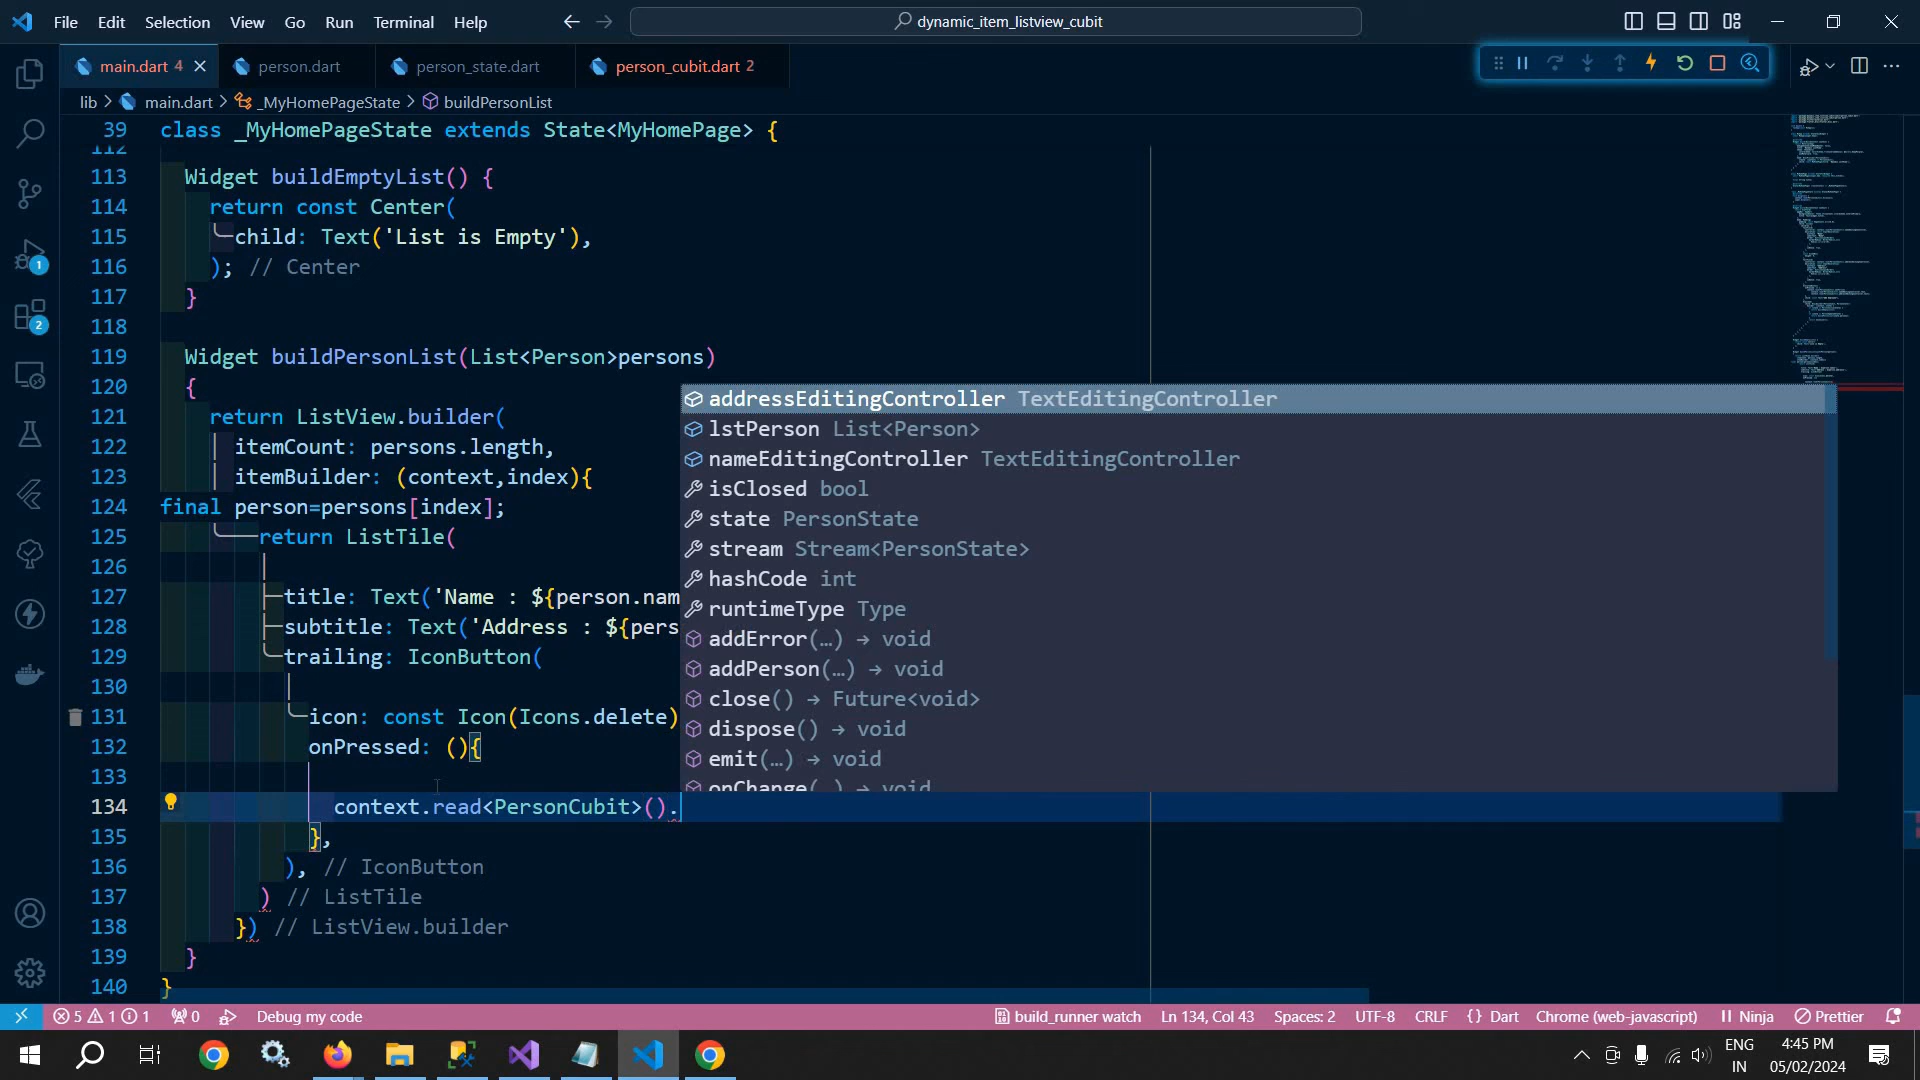 File Edit Selection View Go Run Terminal Help
dynamic_item_listview_cubit
main.dart 4
person.dart
person_state.dart
person_cubit.dart 2
lib > main.dart > _MyHomePageState > buildPersonList
39 class _MyHomePageState extends State<MyHomePage> {
112
113 Widget buildEmptyList() {
114 return const Center(
115 child: Text('List is Empty'),
116 ); // Center
117 }
118
119 Widget buildPersonList(List<Person>persons)
120 {
121 return ListView.builder(
122 itemCount: persons.length,
123 itemBuilder: (context,index){
124 final person=persons[index];
125 return ListTile(
126
127 title: Text('Name : ${person.nam
128 subtitle: Text('Address : ${pers
129 trailing: IconButton(
130
131 icon: const Icon(Icons.delete)
132 onPressed: (){
133
134 context.read<PersonCubit>().
135 },
136 ), // IconButton
137 ) // ListTile
138 }) // ListView.builder
139 }
140 }
addressEditingController TextEditingController
lstPerson List<Person>
nameEditingController TextEditingController
isClosed bool
state PersonState
stream Stream<PersonState>
hashCode int
runtimeType Type
addError(…) → void
addPerson(…) → void
close() → Future<void>
dispose() → void
emit(…) → void
onChange(…) → void
1
2
5 1 1 0 Debug my code
build_runner watch Ln 134, Col 43 Spaces: 2 UTF-8 CRLF {} Dart Chrome (web-javascript) Ninja Prettier
ENG
IN
4:45 PM
05/02/2024